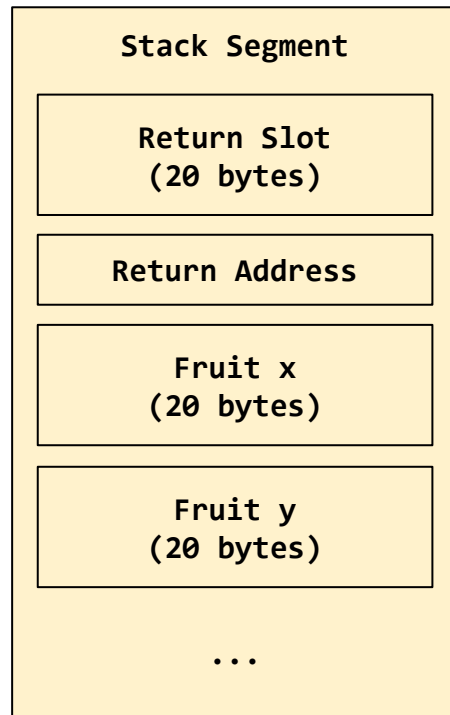 Stack Segment
Return Slot
(20 bytes)
Return Address
Fruit x
(20 bytes)
Fruit y
(20 bytes)
...